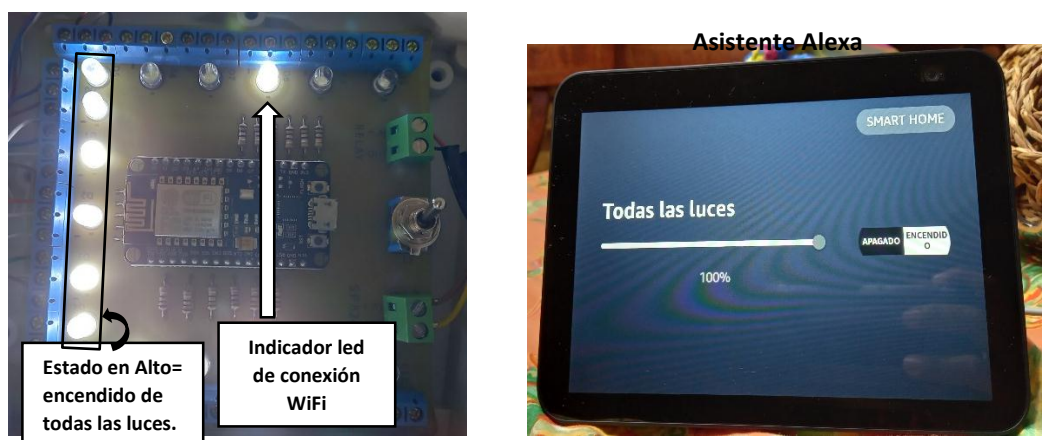 Estado en Alto=
encendido de
todas las luces.
Indicador led
de conexión
WiFi
Asistente Alexa
SMART HOME
Todas las luces
APAGADO
ENCENDID
O
100%